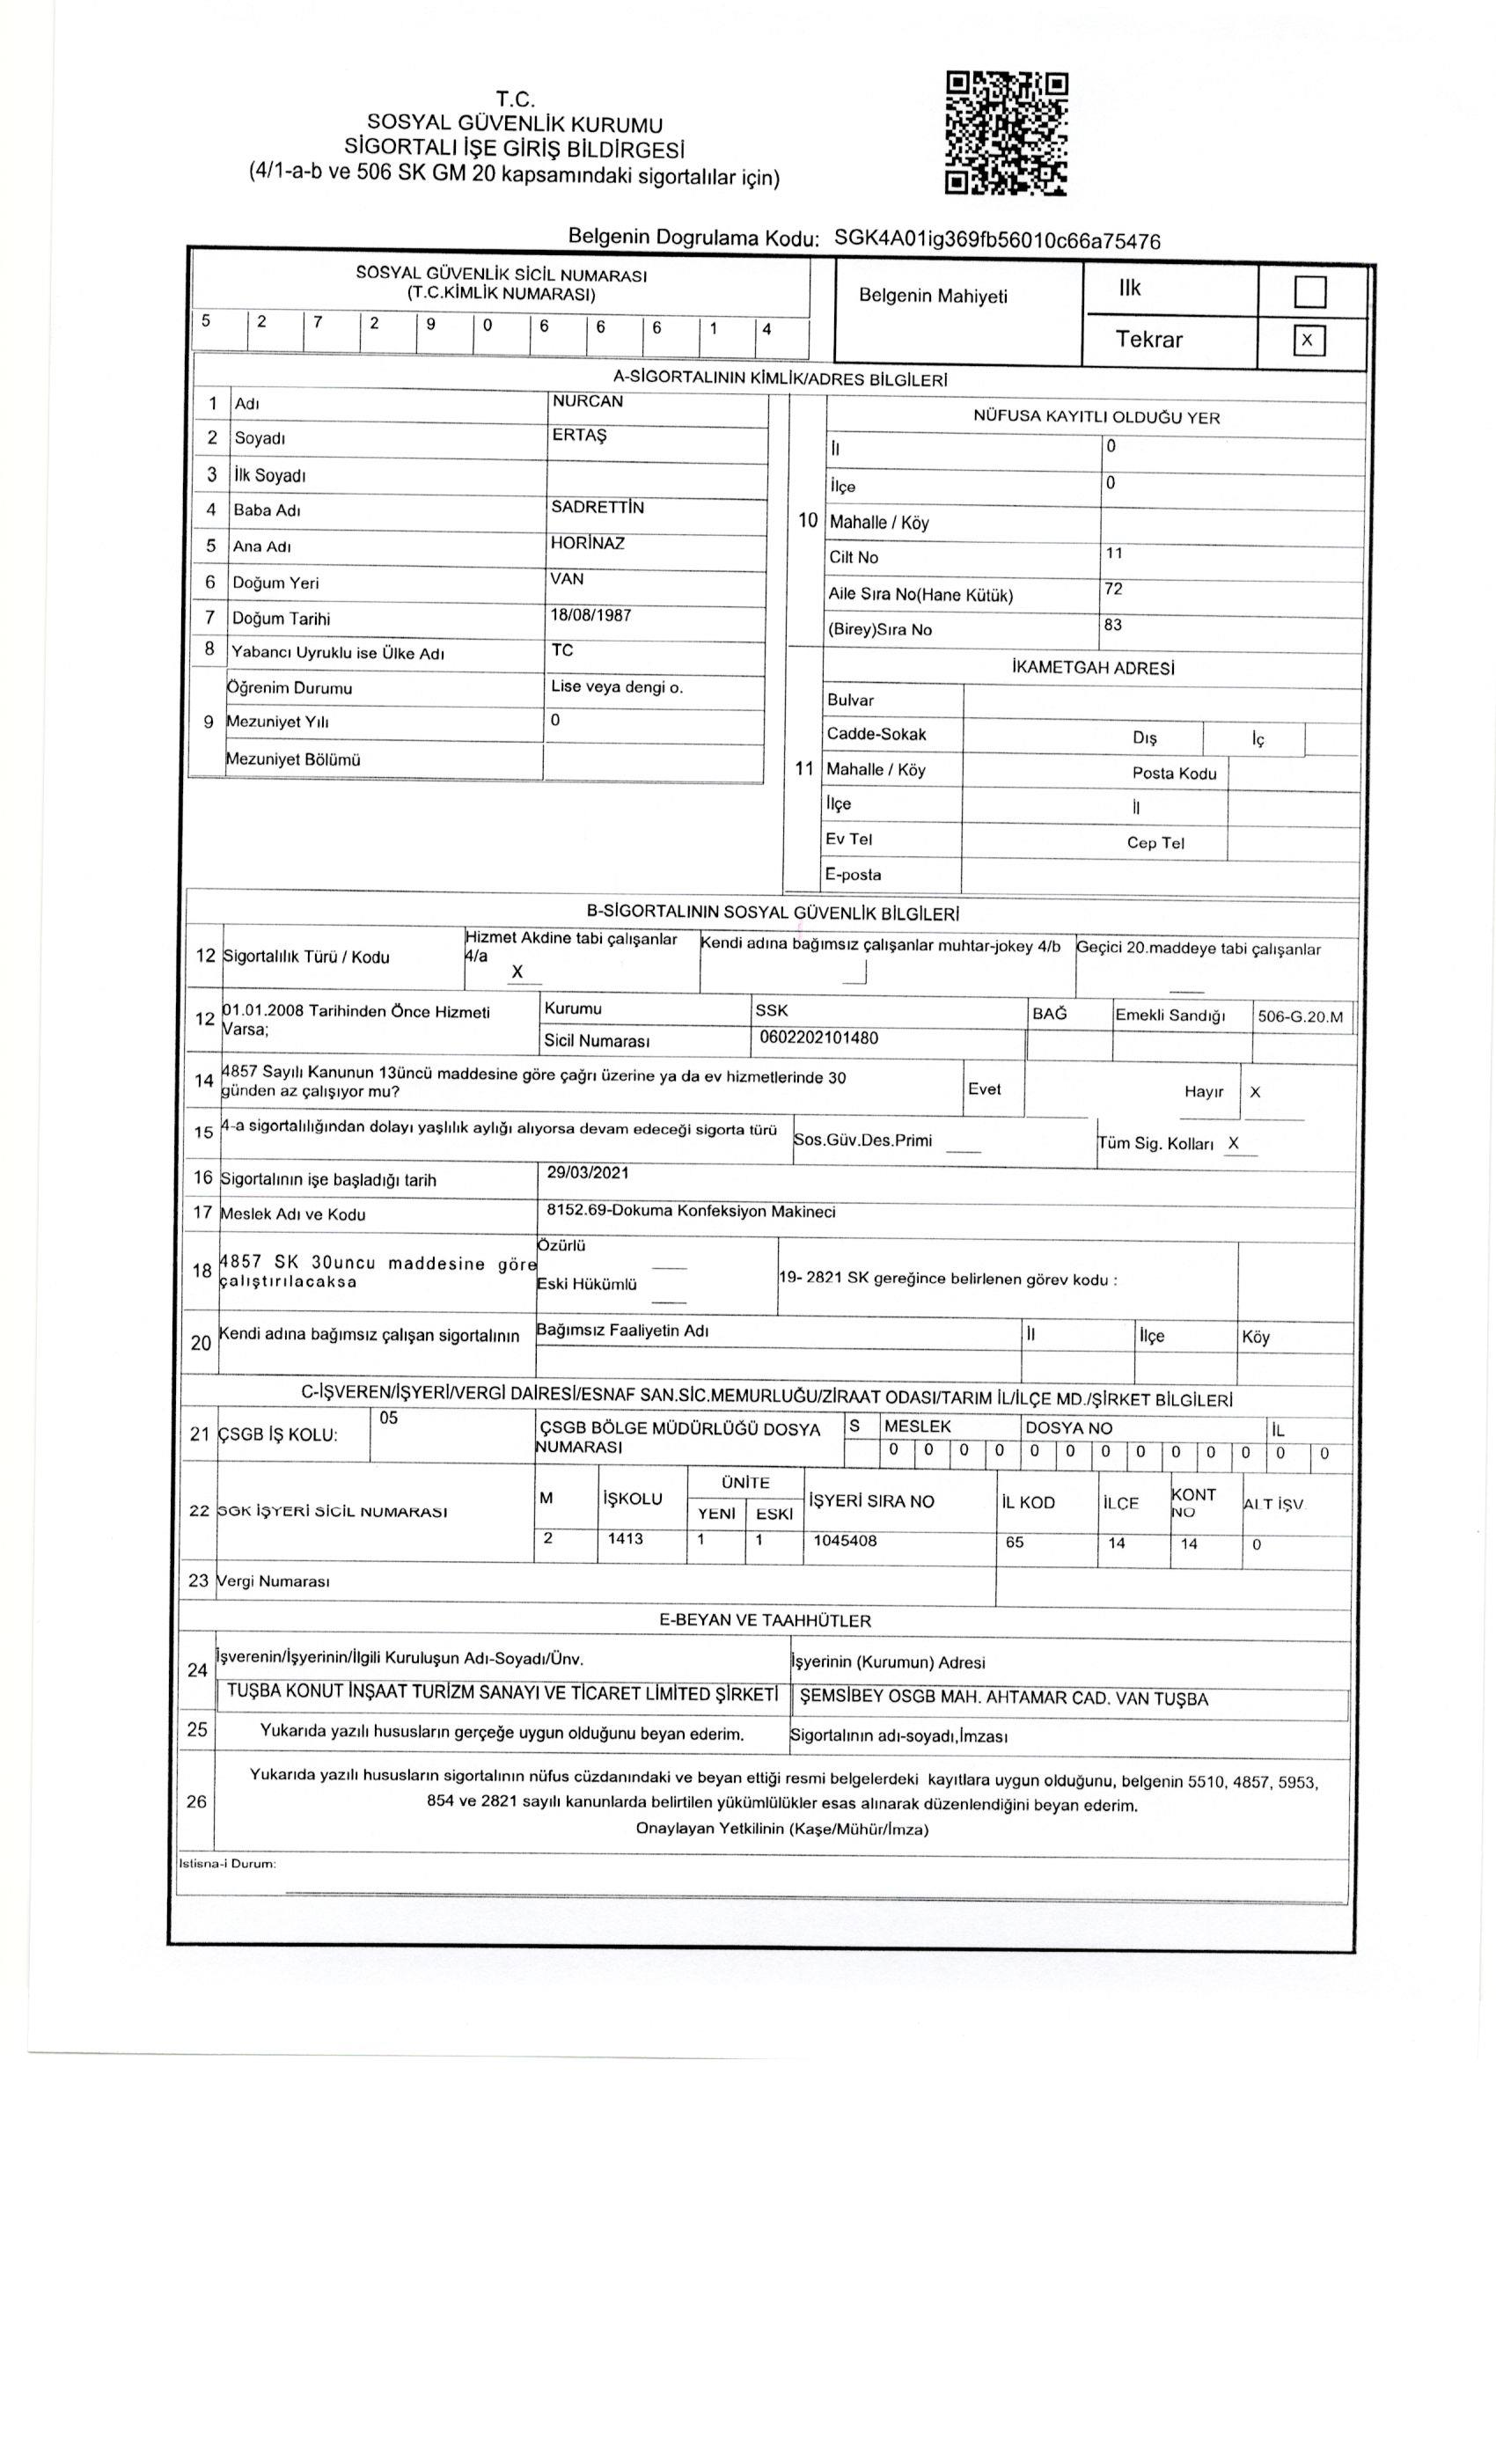 T.C.
SOSYAL GÜVENLİK KURUMU
SİGORTALI İŞE GİRİŞ BİLDİRGESİ
(4/1-a-b ve 506 SK GM 20 kapsamındaki sigortalılar için)
Belgenin Dogrulama Kodu: SGK4A01ig369fb56010c66a75476
SOSYAL GÜVENLİK SİCİL NUMARASI
(T.C.KİMLİK NUMARASI)
5 2 7 2 9 0 6 6 6 1 4
Belgenin Mahiyeti
Ilk
Tekrar X
A-SİGORTALININ KİMLİK/ADRES BİLGİLERİ
1 Adı NURCAN
2 Soyadı ERTAŞ
3 İlk Soyadı
4 Baba Adı SADRETTİN
5 Ana Adı HORİNAZ
6 Doğum Yeri VAN
7 Doğum Tarihi 18/08/1987
8 Yabancı Uyruklu ise Ülke Adı TC
9
Öğrenim Durumu Lise veya dengi o.
Mezuniyet Yılı 0
Mezuniyet Bölümü
10
NÜFUSA KAYITLI OLDUĞU YER
İl 0
İlçe 0
Mahalle / Köy
Cilt No 11
Aile Sıra No(Hane Kütük) 72
(Birey)Sıra No 83
11
İKAMETGAH ADRESİ
Bulvar
Cadde-Sokak Dış İç
Mahalle / Köy Posta Kodu
İlçe İl
Ev Tel Cep Tel
E-posta
B-SİGORTALININ SOSYAL GÜVENLİK BİLGİLERİ
12 Sigortalılık Türü / Kodu
Hizmet Akdine tabi çalışanlar
4/a
X
Kendi adına bağımsız çalışanlar muhtar-jokey 4/b
Geçici 20.maddeye tabi çalışanlar
12 01.01.2008 Tarihinden Önce Hizmeti
Varsa;
Kurumu SSK BAĞ Emekli Sandığı 506-G.20.M
Sicil Numarası 0602202101480
14 4857 Sayılı Kanunun 13üncü maddesine göre çağrı üzerine ya da ev hizmetlerinde 30
günden az çalışıyor mu?
Evet Hayır X
15 4-a sigortalılığından dolayı yaşlılık aylığı alıyorsa devam edeceği sigorta türü Sos.Güv.Des.Primi Tüm Sig. Kolları X
16 Sigortalının işe başladığı tarih 29/03/2021
17 Meslek Adı ve Kodu 8152.69-Dokuma Konfeksiyon Makineci
18 4857 SK 30uncu maddesine göre
çalıştırılacaksa
Özürlü
Eski Hükümlü
19- 2821 SK gereğince belirlenen görev kodu :
20 Kendi adına bağımsız çalışan sigortalının Bağımsız Faaliyetin Adı İl İlçe Köy
C-İŞVEREN/İŞYERİ/VERGİ DAİRESİ/ESNAF SAN.SİC.MEMURLUĞU/ZİRAAT ODASI/TARIM İL/İLÇE MD./ŞİRKET BİLGİLERİ
21 ÇSGB İŞ KOLU: 05
ÇSGB BÖLGE MÜDÜRLÜĞÜ DOSYA
NUMARASI
S MESLEK DOSYA NO İL
0 0 0 0 0 0 0 0 0 0 0 0 0
22 SGK İŞYERİ SİCİL NUMARASI
M İŞKOLU ÜNİTE YENİ ESKİ İŞYERİ SIRA NO İL KOD İLÇE KONT NO ALT İŞV.
2 1413 1 1 1045408 65 14 14 0
23 Vergi Numarası
E-BEYAN VE TAAHHÜTLER
24 İşverenin/İşyerinin/İlgili Kuruluşun Adı-Soyadı/Ünv. İşyerinin (Kurumun) Adresi
TUŞBA KONUT İNŞAAT TURİZM SANAYI VE TİCARET LİMİTED ŞİRKETİ ŞEMSİBEY OSGB MAH. AHTAMAR CAD. VAN TUŞBA
25 Yukarıda yazılı hususların gerçeğe uygun olduğunu beyan ederim. Sigortalının adı-soyadı,İmzası
26
Yukarıda yazılı hususların sigortalının nüfus cüzdanındaki ve beyan ettiği resmi belgelerdeki kayıtlara uygun olduğunu, belgenin 5510, 4857, 5953,
854 ve 2821 sayılı kanunlarda belirtilen yükümlülükler esas alınarak düzenlendiğini beyan ederim.
Onaylayan Yetkilinin (Kaşe/Mühür/İmza)
Istisna-i Durum: